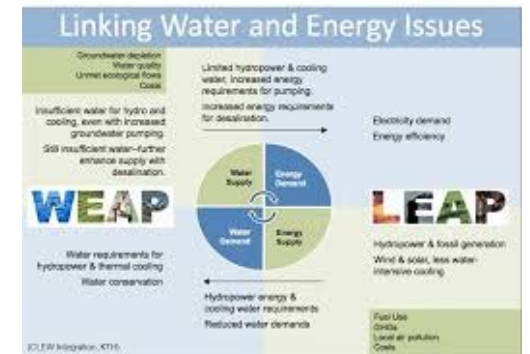 Linking Water and Energy Issues
Groundwater depletion
Water quality
Unmet ecological flows
Costs
Insufficient water for hydro and
cooling, even with increased
groundwater pumping.
Still insufficient water–further
enhance supply with
desalination.
Limited hydropower & cooling
water, increased energy
requirements for pumping.
Increased energy requirements
for desalination.
Electricity demand
Energy efficiency
Water
Supply
Energy
Demand
WEAP
LEAP
Water
Demand
Energy
Supply
Water requirements for
hydropower & thermal cooling
Water conservation
Hydropower & fossil generation
Wind & solar, less water-
intensive cooling
Hydropower energy &
cooling water requirements
Reduced water demands
Fuel Use
GHGs
Local air pollution
Costs
(CLEW Integration, KTH)